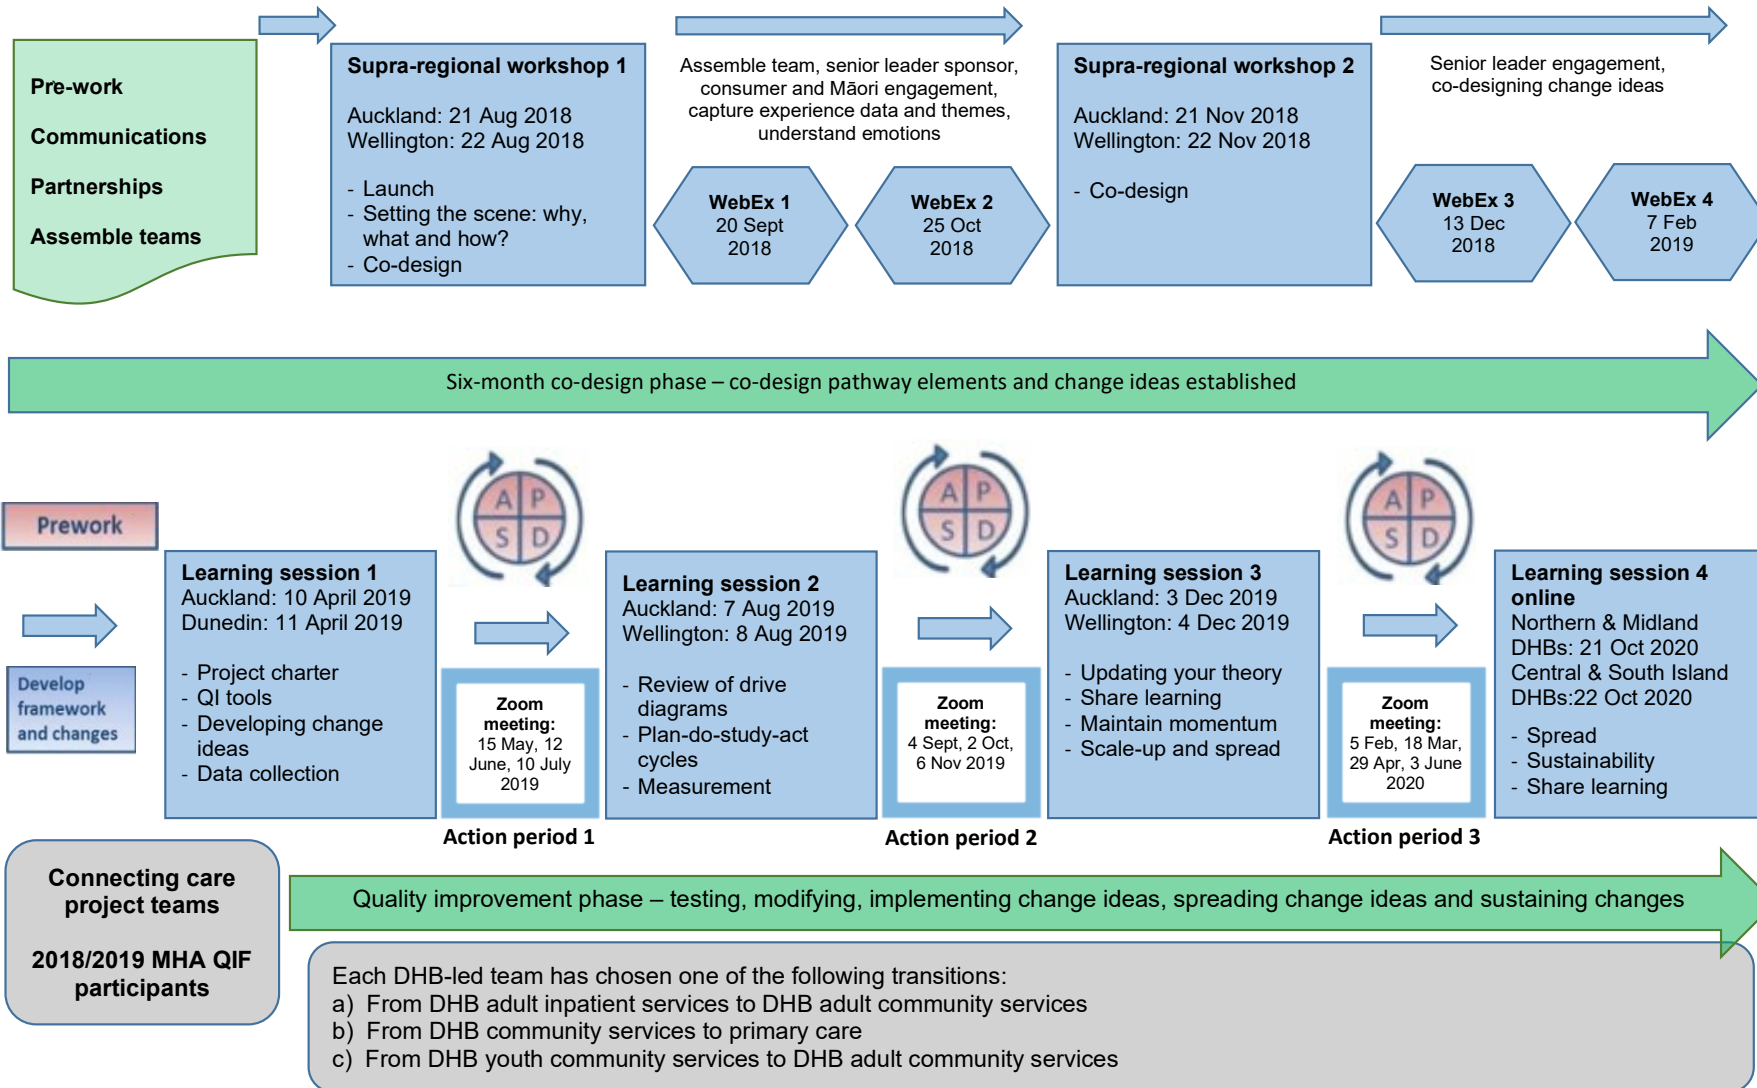 Pre-work
Communications
Partnerships
Assemble teams
Supra-regional workshop 1
Auckland: 21 Aug 2018
Wellington: 22 Aug 2018
- Launch
- Setting the scene: why,
what and how?
- Co-design
Assemble team, senior leader sponsor,
consumer and Māori engagement,
capture experience data and themes,
understand emotions
WebEx 1
20 Sept
2018
WebEx 2
25 Oct
2018
Supra-regional workshop 2
Auckland: 21 Nov 2018
Wellington: 22 Nov 2018
- Co-design
Senior leader engagement,
co-designing change ideas
WebEx 3
13 Dec
2018
WebEx 4
7 Feb
2019
Six-month co-design phase – co-design pathway elements and change ideas established
Prework
Develop
framework
and changes
Learning session 1
Auckland: 10 April 2019
Dunedin: 11 April 2019
- Project charter
- QI tools
- Developing change
ideas
- Data collection
A P
S D
Zoom
meeting:
15 May, 12
June, 10 July
2019
Action period 1
Learning session 2
Auckland: 7 Aug 2019
Wellington: 8 Aug 2019
- Review of drive
diagrams
- Plan-do-study-act
cycles
- Measurement
A P
S D
Zoom
meeting:
4 Sept, 2 Oct,
6 Nov 2019
Action period 2
Learning session 3
Auckland: 3 Dec 2019
Wellington: 4 Dec 2019
- Updating your theory
- Share learning
- Maintain momentum
- Scale-up and spread
A P
S D
Zoom
meeting:
5 Feb, 18 Mar,
29 Apr, 3 June
2020
Action period 3
Learning session 4
online
Northern & Midland
DHBs: 21 Oct 2020
Central & South Island
DHBs:22 Oct 2020
- Spread
- Sustainability
- Share learning
Connecting care
project teams
2018/2019 MHA QIF
participants
Quality improvement phase – testing, modifying, implementing change ideas, spreading change ideas and sustaining changes
Each DHB-led team has chosen one of the following transitions:
a) From DHB adult inpatient services to DHB adult community services
b) From DHB community services to primary care
c) From DHB youth community services to DHB adult community services